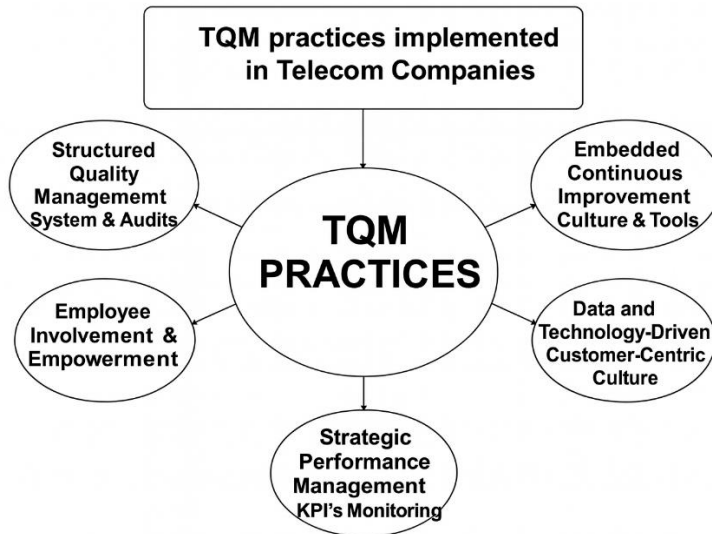 TQM practices implemented
in Telecom Companies
Structured
Quality
Managememt
System & Audits
Embedded
Continuous
Improvement
Culture & Tools
TQM
PRACTICES
Employee
Involvement &
Empowerment
Data and
Technology-Driven
Customer-Centric
Culture
Strategic
Performance
Management
KPI's Monitoring